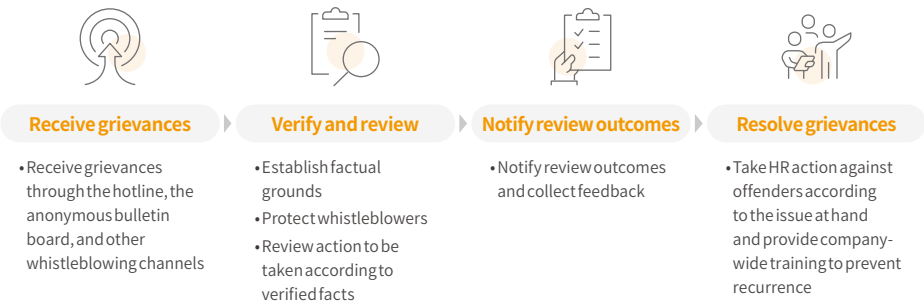 Receive grievances
• Receive grievances
through the hotline, the
anonymous bulletin
board, and other
whistleblowing channels
Verify and review
• Establish factual
grounds
• Protect whistleblowers
• Review action to be
taken according to
verified facts
Notify review outcomes
• Notify review outcomes
and collect feedback
Resolve grievances
• Take HR action against
offenders according
to the issue at hand
and provide company-
wide training to prevent
recurrence